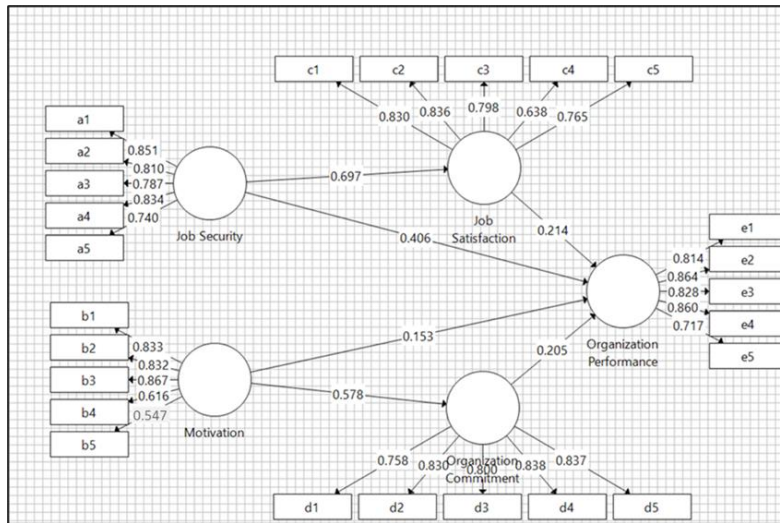 c1
c2
c3
c4
c5
0.830
0.836
0.798
0.638
0.765
a1
a2
a3
a4
a5
0.851
0.810
0.787
0.834
0.740
Job Security
0.697
Job
Satisfaction
0.406
0.214
e1
e2
e3
e4
e5
0.814
0.864
0.828
0.860
0.717
Organization
Performance
b1
b2
b3
b4
b5
0.833
0.832
0.867
0.616
0.547
Motivation
0.153
0.578
0.205
Organization
Commitment
0.758
0.830
0.800
0.838
0.837
d1
d2
d3
d4
d5